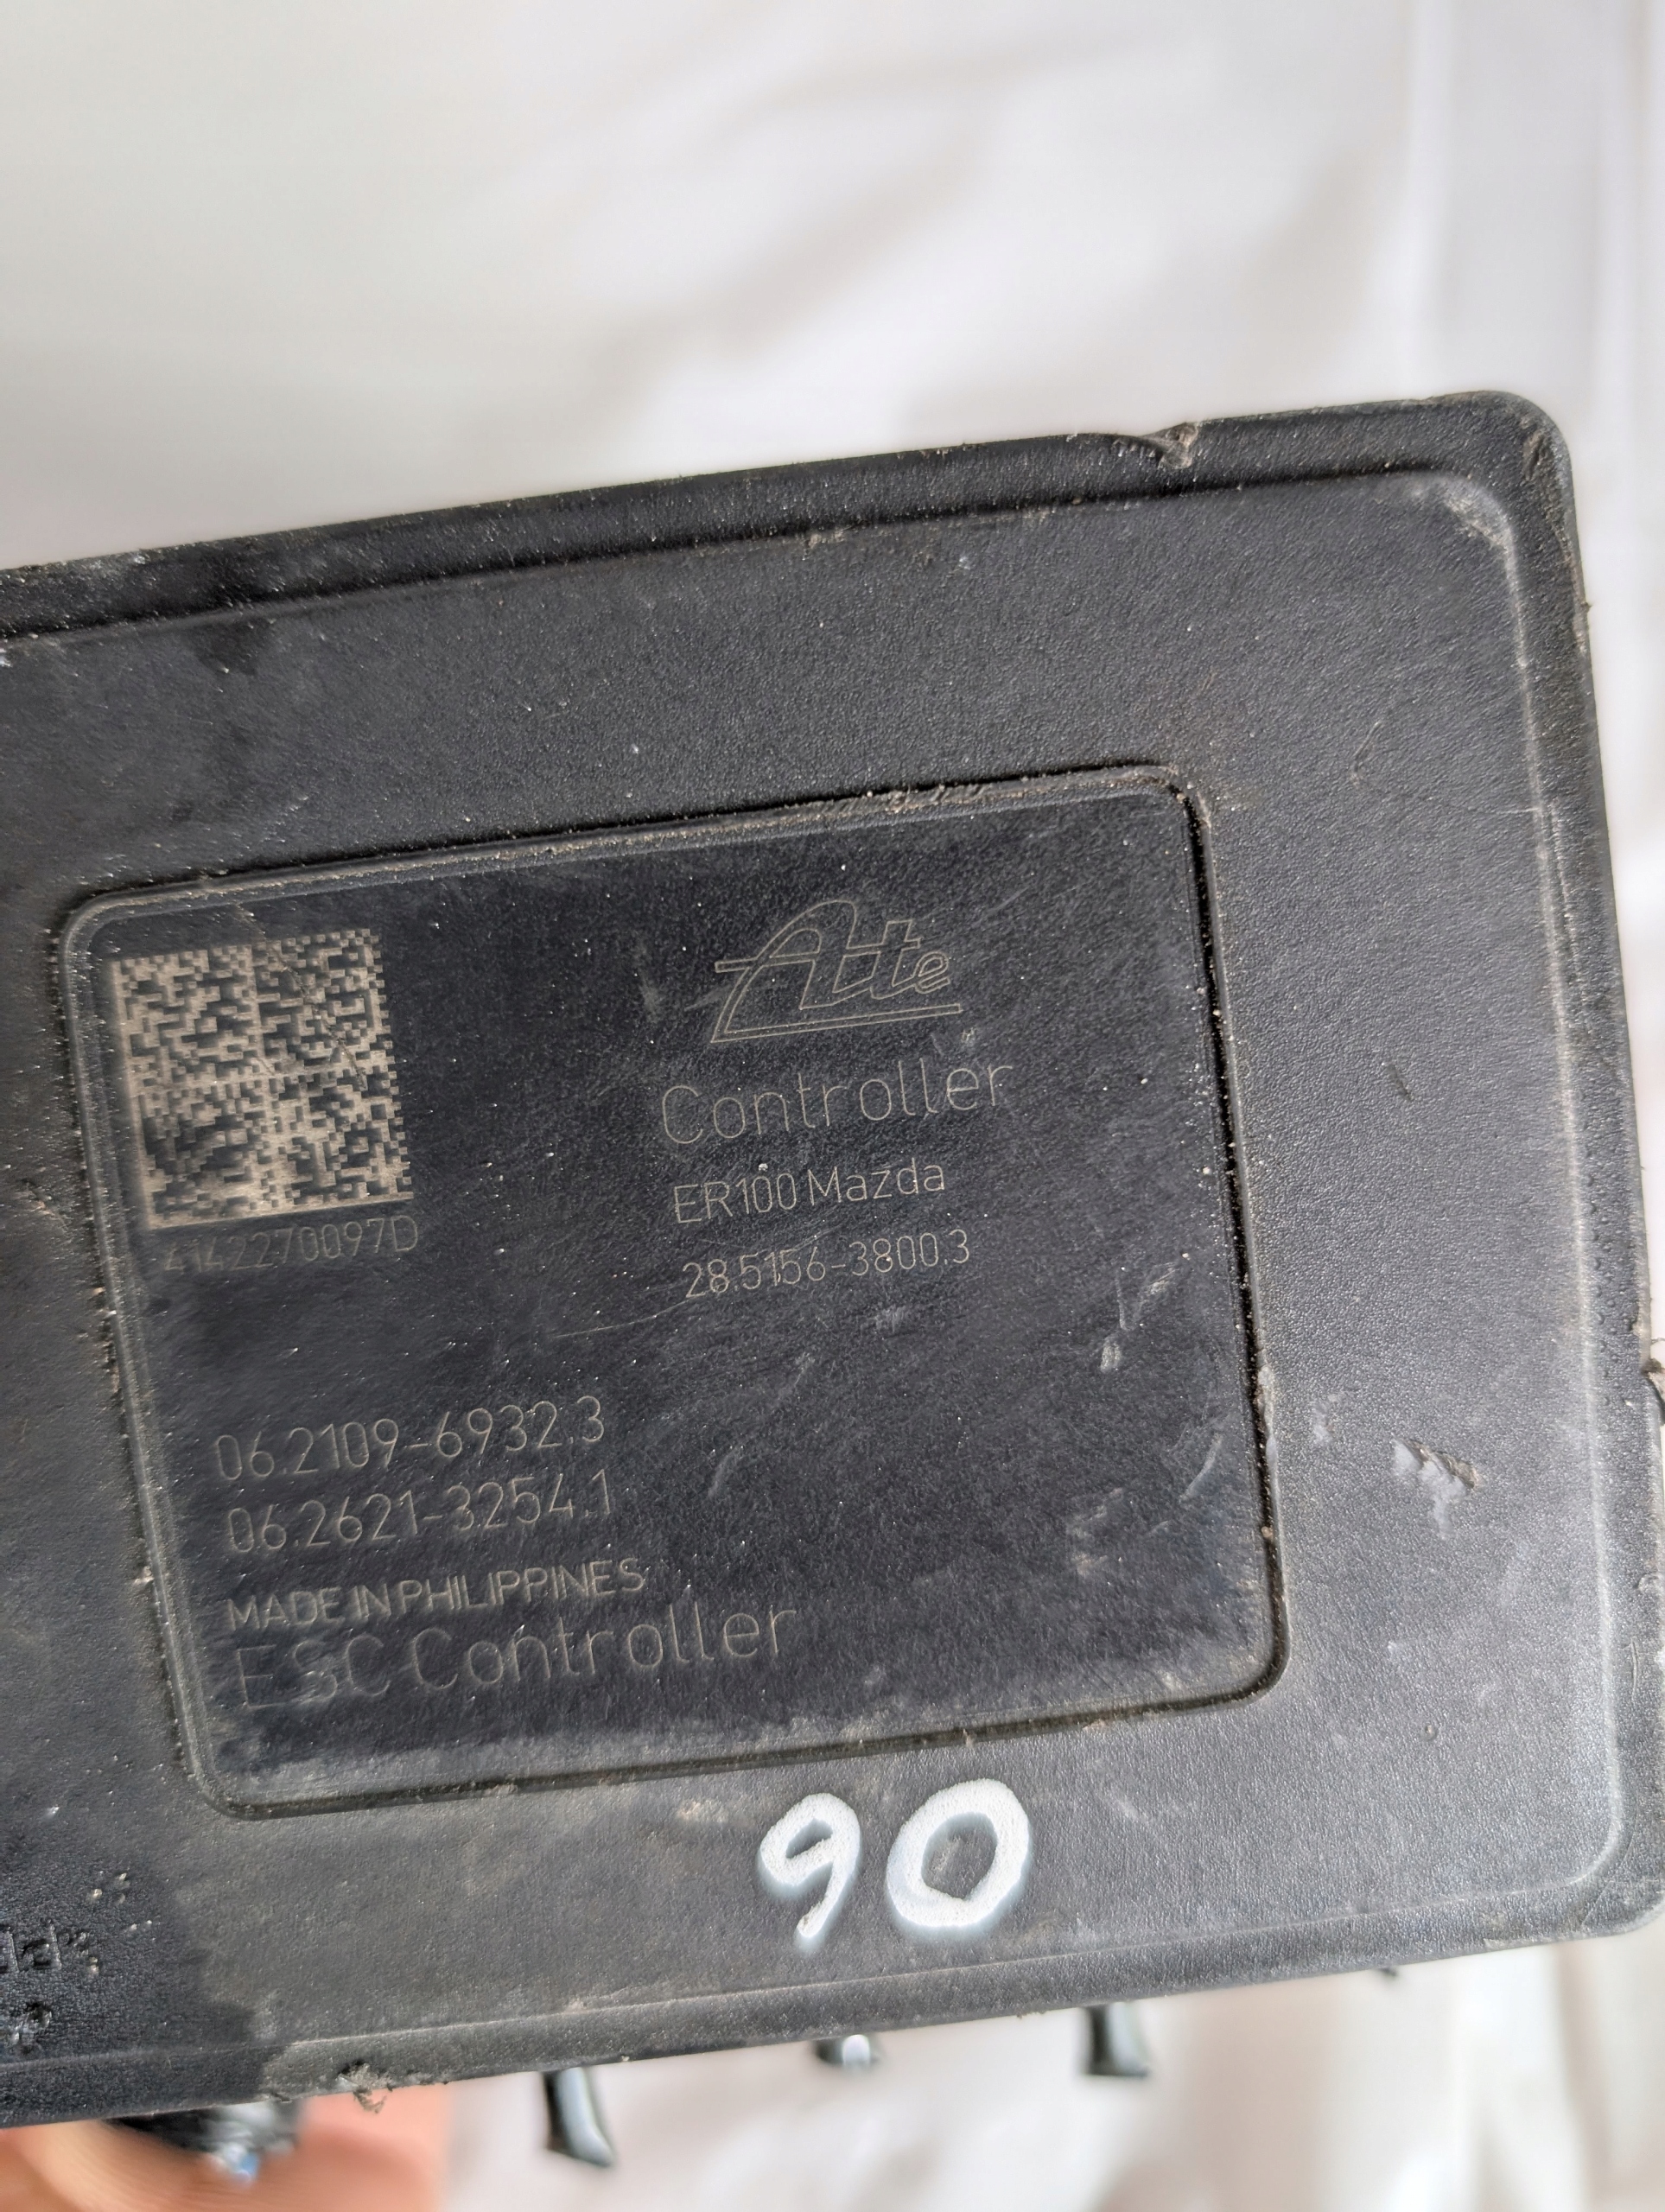 Ate
Controller
ER100 Mazda
28.5156-3800.3
4142270097D
06.2109-6932.3
06.2621-3254.1
MADE IN PHILIPPINES
ESC Controller
90